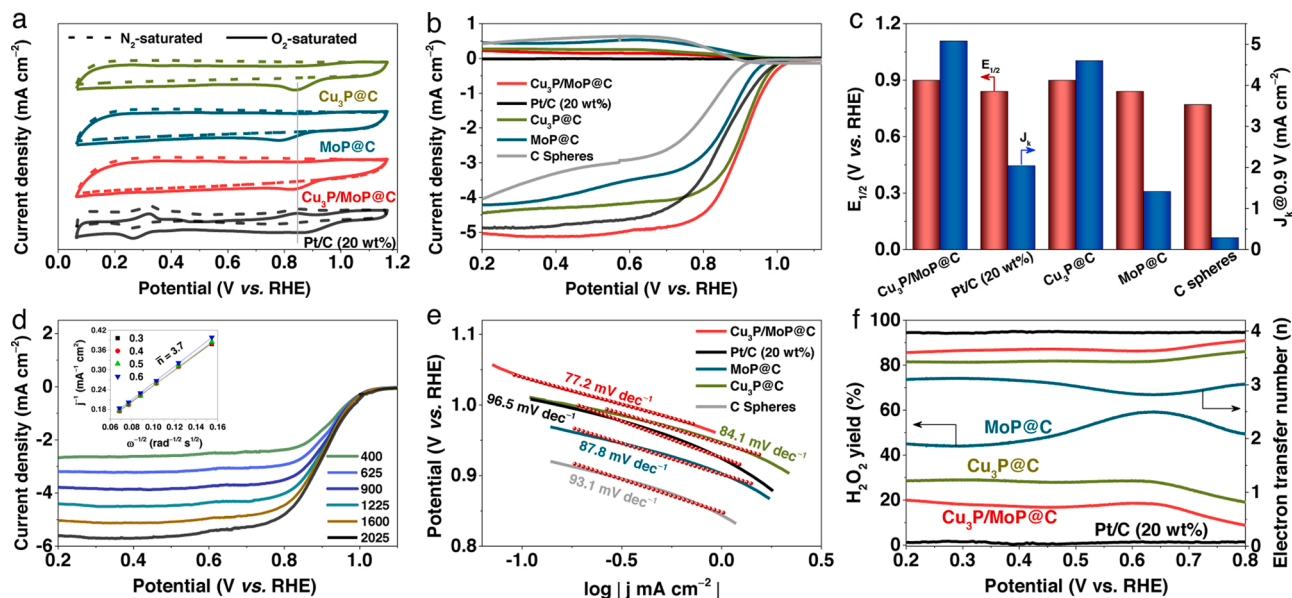 a
N₂-saturated
O₂-saturated
Cu₃P@C
MoP@C
Cu₃P/MoP@C
Pt/C (20 wt%)
Current density (mA cm⁻²)
0.0 0.2 0.4 0.6 0.8 1.0 1.2
Potential (V vs. RHE)
b
1
0
-1
-2
-3
-4
-5
Current density (mA cm⁻²)
Cu₃P/MoP@C
Pt/C (20 wt%)
Cu₃P@C
MoP@C
C Spheres
0.2 0.4 0.6 0.8 1.0
Potential (V vs. RHE)
c
1.2
0.9
0.6
0.3
0.0
E₁/₂ (V vs. RHE)
E₁/₂
Jₖ
5
4
3
2
1
0
Jₖ@0.9 V (mA cm⁻²)
Cu₃P/MoP@C
Pt/C (20 wt%)
Cu₃P@C
MoP@C
C spheres
d
2
0
-2
-4
-6
Current density (mA cm⁻²)
0.42
0.36
0.30
0.24
0.18
j⁻¹ (mA⁻¹ cm²)
0.3
0.4
0.5
0.6
n̅ = 3.7
0.06 0.08 0.10 0.12 0.14 0.16
ω⁻¹/² (rad⁻¹/² s¹/²)
400
625
900
1225
1600
2025
0.2 0.4 0.6 0.8 1.0
Potential (V vs. RHE)
e
1.1
1.0
0.9
0.8
Potential (V vs. RHE)
Cu₃P/MoP@C
Pt/C (20 wt%)
MoP@C
Cu₃P@C
C Spheres
77.2 mV dec⁻¹
96.5 mV dec⁻¹
84.1 mV dec⁻¹
87.8 mV dec⁻¹
93.1 mV dec⁻¹
-1.0 -0.5 0.0 0.5
log | j mA cm⁻² |
f
100
80
60
40
20
0
H₂O₂ yield (%)
MoP@C
Cu₃P@C
Cu₃P/MoP@C
Pt/C (20 wt%)
4
3
2
1
0
Electron transfer number (n)
0.2 0.3 0.4 0.5 0.6 0.7 0.8
Potential (V vs. RHE)